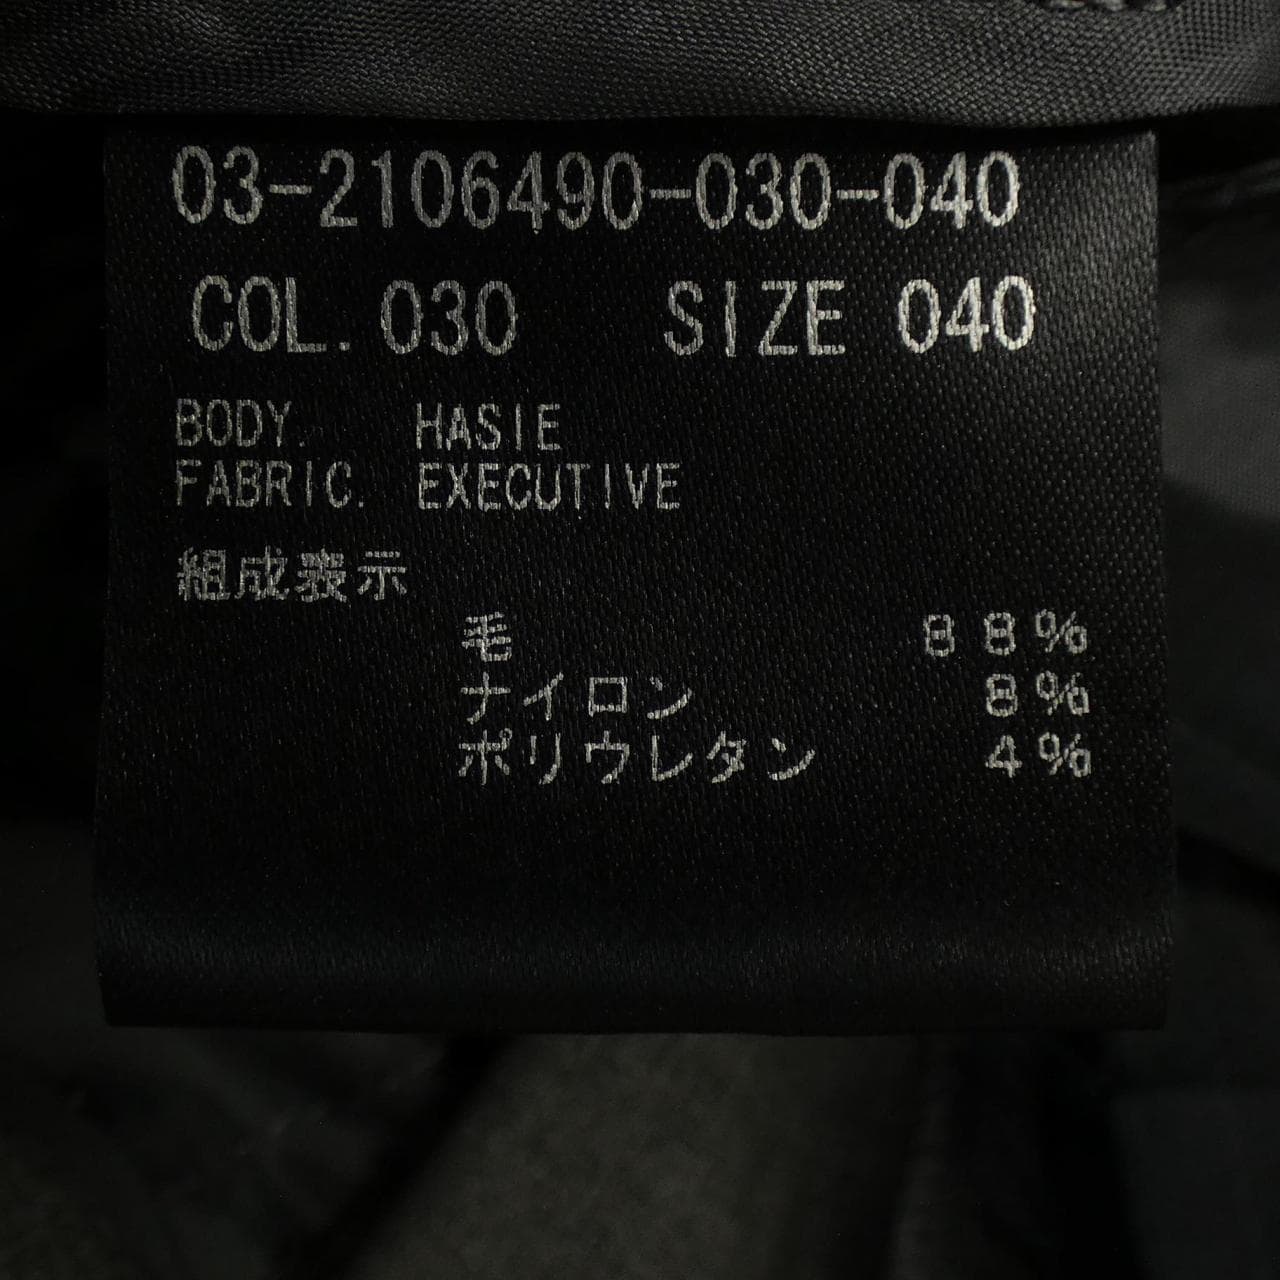 03-2106490-030-040
COL. 030 SIZE 040
BODY. HASIE
FABRIC. EXECUTIVE
組成表示
毛 88%
ナイロン 8%
ポリウレタン 4%